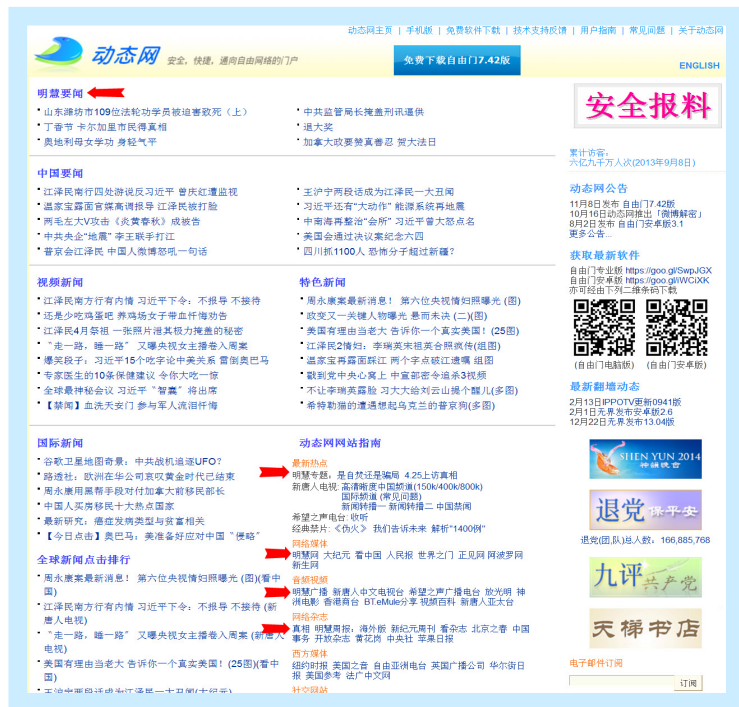 动态网主页 | 手机版 | 免费软件下载 | 技术支持反馈 | 用户指南 | 常见问题 | 关于动态网
动态网 安全, 快捷, 通向自由网络的门户
免费下载自由门7.42版
ENGLISH
明慧要闻
山东潍坊市109位法轮功学员被迫害致死（上）
丁香节 卡尔加里市民得真相
奥地利母女学功 身轻气平
中共监管局长掩盖刑讯逼供
退大奖
加拿大政要赞真善忍 贺大法日
中国要闻
江泽民南行四处游说反习近平 曾庆红遭监视
温家宝露面官媒高调报导 江泽民被打脸
两毛左大V攻击《炎黄春秋》成被告
中共央企“地震” 李王联手打江
普京会江泽民 中国人微博怒吼一句话
王沪宁两段话成为江泽民一大丑闻
习近平还有“大动作” 能源系统再地震
中南海再整治“会所” 习近平曾大怒点名
美国会通过决议案纪念六四
四川抓1100人 恐怖分子超过新疆?
视频新闻
江泽民南方行有内情 习近平下令：不报导 不接待
还是少吃鸡蛋吧 养鸡场女子带血忏悔劝告
江泽民4月祭祖 一张照片泄其极力掩盖的秘密
“走一路，睡一路” 又曝央视女主播卷入周案
爆笑段子：习近平15个吃字论中美关系 雷倒奥巴马
专家医生的10条保健建议 令你大吃一惊
全球最神秘会议 习近平“智囊”将出席
【禁闻】血洗天安门 参与军人流泪忏悔
特色新闻
周永康案最新消息！ 第六位央视情妇照曝光 (图)
政变又一关键人物曝光 悬而未决 (二)(图)
美国有理由当老大 告诉你一个真实美国！ (25图)
江泽民2情妇：李瑞英宋祖英合照疯传(组图)
温家宝再露面踩江 两个字点破江遗嘱 组图
戳到党中央心窝上 中宣部密令追杀3视频
不让李瑞英露脸 习大大给刘云山提个醒儿(多图)
希特勒猫的遭遇想起乌克兰的普京狗(多图)
国际新闻
谷歌卫星地图奇景：中共战机追逐UFO?
路透社：欧洲在华公司哀叹黄金时代已结束
周永康用黑帮手段对付加拿大前移民部长
中国人买房移民十大热点国家
最新研究：癌症发病类型与贫富相关
【今日点击】奥巴马：美准备好应对中国“侵略”
全球新闻点击排行
周永康案最新消息！ 第六位央视情妇照曝光 (图)(看中
国)
江泽民南方行有内情 习近平下令：不报导 不接待 (新
唐人电视)
“走一路，睡一路” 又曝央视女主播卷入周案 (新唐人
电视)
美国有理由当老大 告诉你一个真实美国！ (25图)(看中
国)
王沪宁两段话成为江泽民一大丑闻(大纪元)
动态网网站指南
最新热点
明慧专题：是自焚还是骗局 4.25上访真相
新唐人电视: 高清晰度中国频道(150k/400k/800k)
国际频道 (常见问题)
新闻转播一 新闻转播二 中国禁闻
希望之声电台: 收听
经典禁片: 《伪火》 我们告诉未来 解析“1400例”
网络媒体
明慧网 大纪元 看中国 人民报 世界之门 正见网 阿波罗网
新生网
音频视频
明慧广播 新唐人中文电视台 希望之声广播电台 放光明 神
洲电影 香港商台 BT.eMule分享 视频百科 新唐人亚太台
网络杂志
真相 明慧周报：海外版 新纪元周刊 看杂志 北京之春 中国
事务 开放杂志 黄花岗 中央社 苹果日报
西方媒体
纽约时报 美国之音 自由亚洲电台 英国广播公司 华尔街日
报 美国参考 法广中文网
社交网站
安全报料
累计访客:
六亿九千万人次(2013年9月8日)
动态网公告
11月8日发布 自由门7.42版
10月16日动态网推出「微博解密」
8月2日发布 自由门安卓版3.1
更多公告...
获取最新软件
自由门专业版 https://goo.gl/SwpJGX
自由门安卓版 https://goo.gl/iWCiXK
亦可经由下列二维条码下载
(自由门电脑版) (自由门安卓版)
最新翻墙动态
2月13日IPPOTV更新0941版
2月1日无界发布安卓版2.6
12月22日无界发布13.04版
SHEN YUN 2014
神韵晚会
退党保平安
退党(团,队)总人数: 166,885,768
九评共产党
天梯书店
电子邮件订阅
订阅